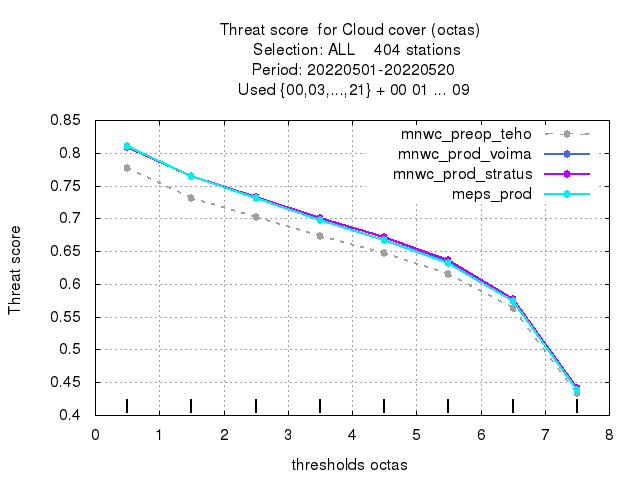 Threat score  for Cloud cover (octas)
Selection: ALL    404 stations
Period: 20220501-20220520
Used {00,03,...,21} + 00 01 ... 09
mnwc_preop_teho
mnwc_prod_voima
mnwc_prod_stratus
meps_prod
Threat score
0.85
0.8
0.75
0.7
0.65
0.6
0.55
0.5
0.45
0.4
0 1 2 3 4 5 6 7 8
thresholds octas